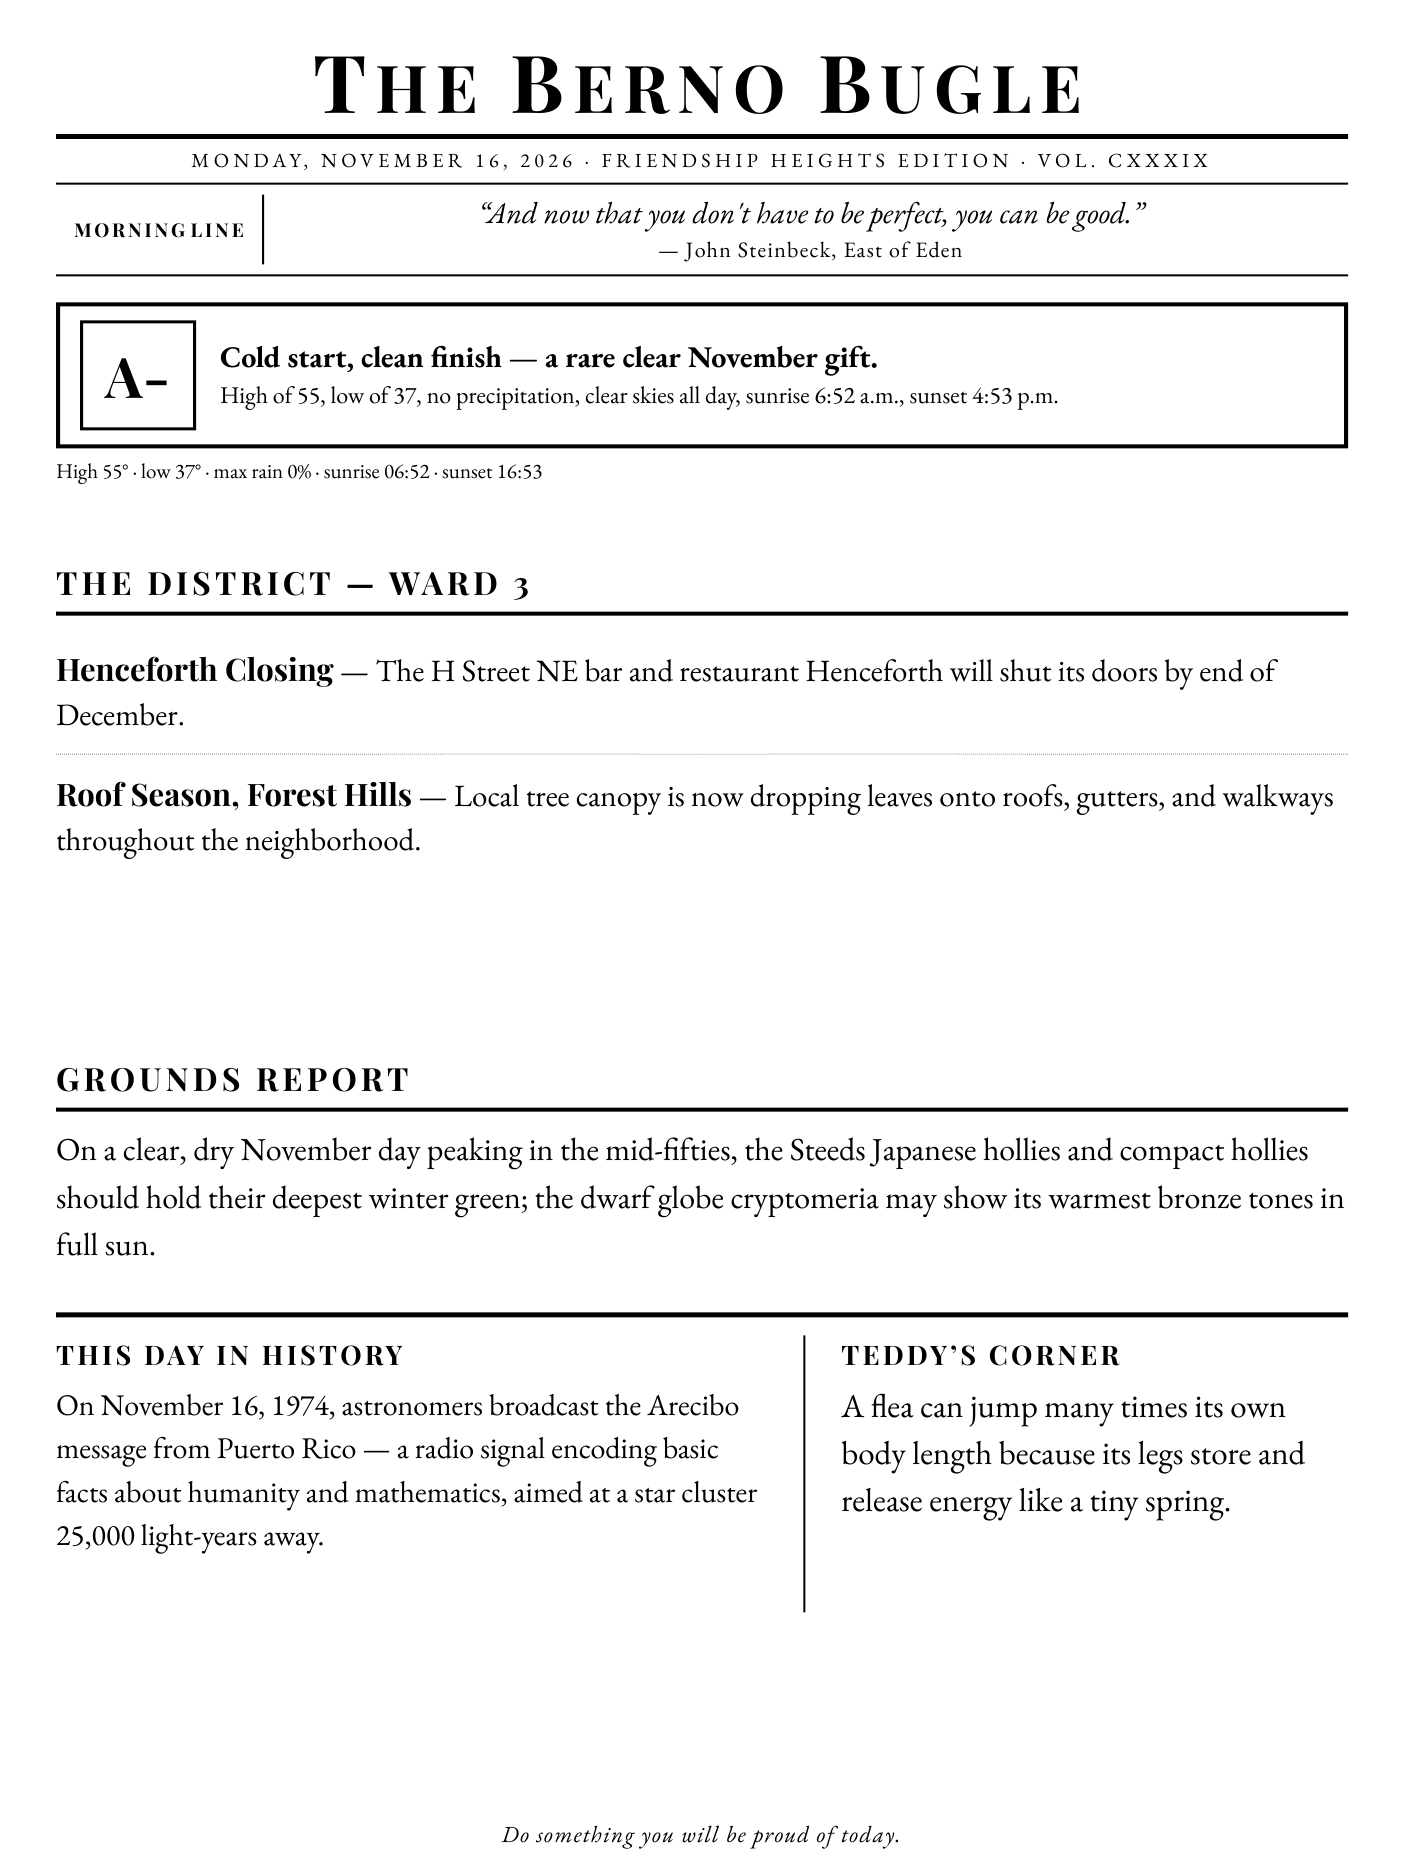 THE BERNO BUGLE
MONDAY, NOVEMBER 16, 2026 · FRIENDSHIP HEIGHTS EDITION · VOL. CXXXIX
MORNING LINE
“And now that you don't have to be perfect, you can be good.”
— John Steinbeck, East of Eden
A-
Cold start, clean finish — a rare clear November gift.
High of 55, low of 37, no precipitation, clear skies all day, sunrise 6:52 a.m., sunset 4:53 p.m.
High 55° · low 37° · max rain 0% · sunrise 06:52 · sunset 16:53
THE DISTRICT — WARD 3
Henceforth Closing — The H Street NE bar and restaurant Henceforth will shut its doors by end of
December.
Roof Season, Forest Hills — Local tree canopy is now dropping leaves onto roofs, gutters, and walkways
throughout the neighborhood.
GROUNDS REPORT
On a clear, dry November day peaking in the mid-fifties, the Steeds Japanese hollies and compact hollies
should hold their deepest winter green; the dwarf globe cryptomeria may show its warmest bronze tones in
full sun.
THIS DAY IN HISTORY
On November 16, 1974, astronomers broadcast the Arecibo
message from Puerto Rico — a radio signal encoding basic
facts about humanity and mathematics, aimed at a star cluster
25,000 light-years away.
TEDDY’S CORNER
A flea can jump many times its own
body length because its legs store and
release energy like a tiny spring.
Do something you will be proud of today.